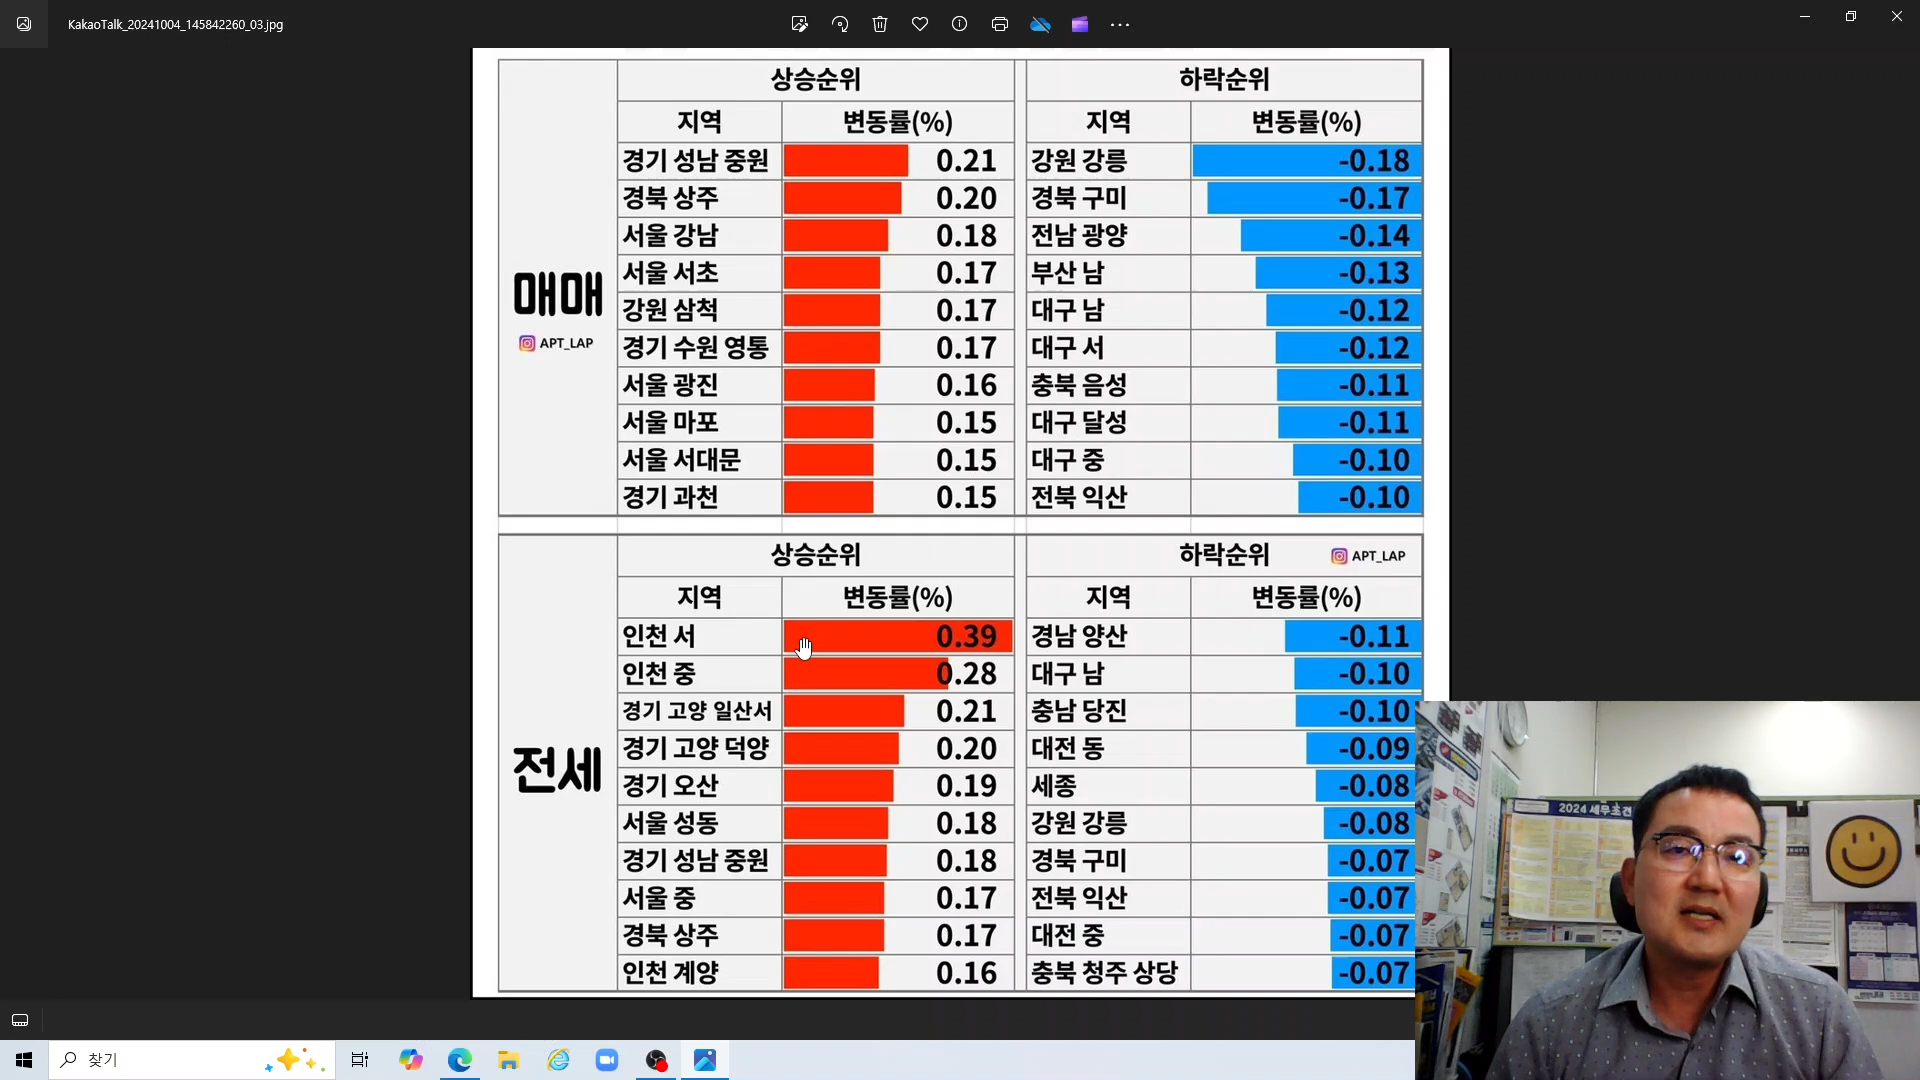 KakaoTalk_20241004_145842260_03.jpg
상승순위 하락순위
지역 변동률(%) 지역 변동률(%)
경기 성남 중원 0.21 강원 강릉 -0.18
경북 상주 0.20 경북 구미 -0.17
서울 강남 0.18 전남 광양 -0.14
서울 서초 0.17 부산 남 -0.13
매매
강원 삼척 0.17 대구 남 -0.12
APT_LAP
경기 수원 영통 0.17 대구 서 -0.12
서울 광진 0.16 충북 음성 -0.11
서울 마포 0.15 대구 달성 -0.11
서울 서대문 0.15 대구 중 -0.10
경기 과천 0.15 전북 익산 -0.10
상승순위 하락순위 APT_LAP
지역 변동률(%) 지역 변동률(%)
인천 서 0.39 경남 양산 -0.11
인천 중 0.28 대구 남 -0.10
경기 고양 일산서 0.21 충남 당진 -0.10
경기 고양 덕양 0.20 대전 동 -0.09
전세
경기 오산 0.19 세종 -0.08
서울 성동 0.18 강원 강릉 -0.08
경기 성남 중원 0.18 경북 구미 -0.07
서울 중 0.17 전북 익산 -0.07
경북 상주 0.17 대전 중 -0.07
인천 계양 0.16 충북 청주 상당 -0.07
2024 세무조견
찾기